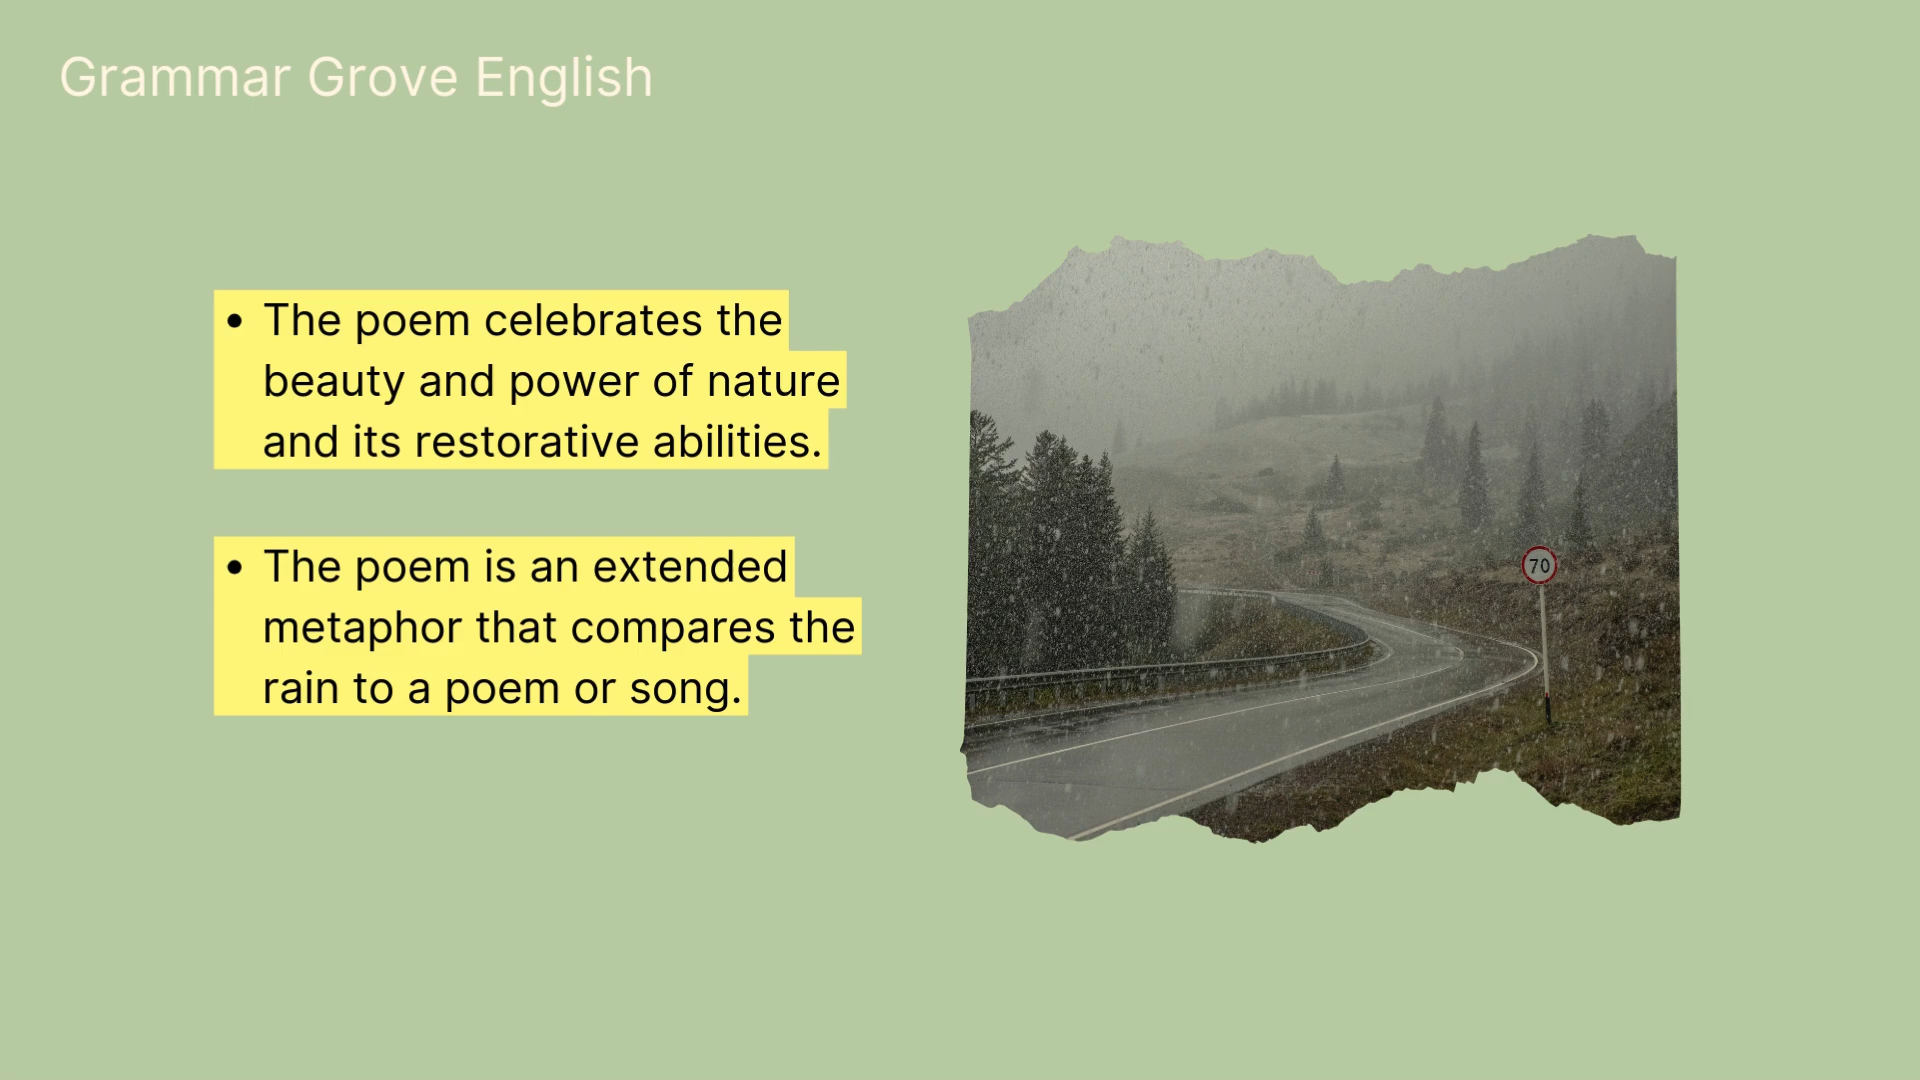 Grammar Grove English
• The poem celebrates the
beauty and power of nature
and its restorative abilities.
• The poem is an extended
metaphor that compares the
rain to a poem or song.
70